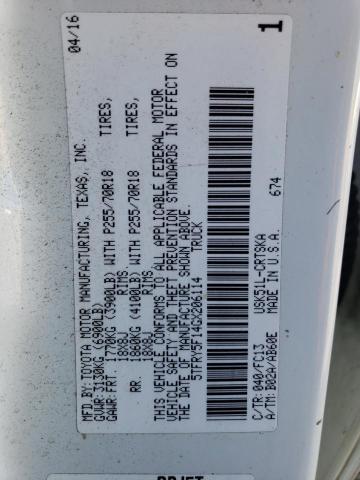 MFD.BY: TOYOTA MOTOR MANUFACTURING, TEXAS, INC. 04/16
GVWR: 3130KG (6900LB)
GAWR: FRT. 1770KG (3900LB) WITH P255/70R18 TIRES,
18X8J RIMS
RR. 1860KG (4100LB) WITH P255/70R18 TIRES,
18X8J RIMS
THIS VEHICLE CONFORMS TO ALL APPLICABLE FEDERAL MOTOR
VEHICLE SAFETY AND THEFT PREVENTION STANDARDS IN EFFECT ON
THE DATE OF MANUFACTURE SHOWN ABOVE.
5TFRY5F14GX206114 TRUCK
674
C/TR: 040/FC13 USK51L-CRTSKA
A/TM: B02A/AB60E MADE IN U.S.A.
1